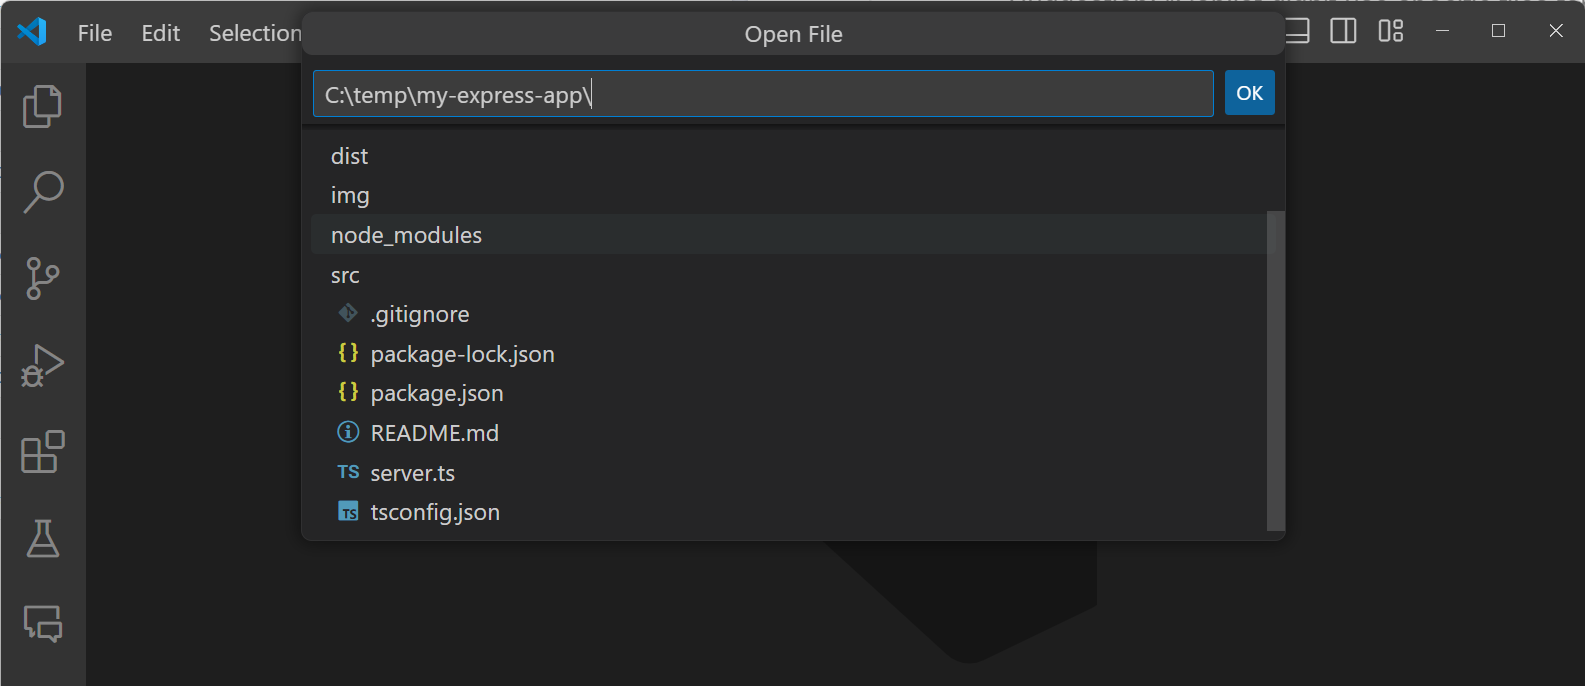 File Edit Selection
Open File
C:\temp\my-express-app\
OK
dist
img
node_modules
src
.gitignore
package-lock.json
package.json
README.md
TS server.ts
TS tsconfig.json